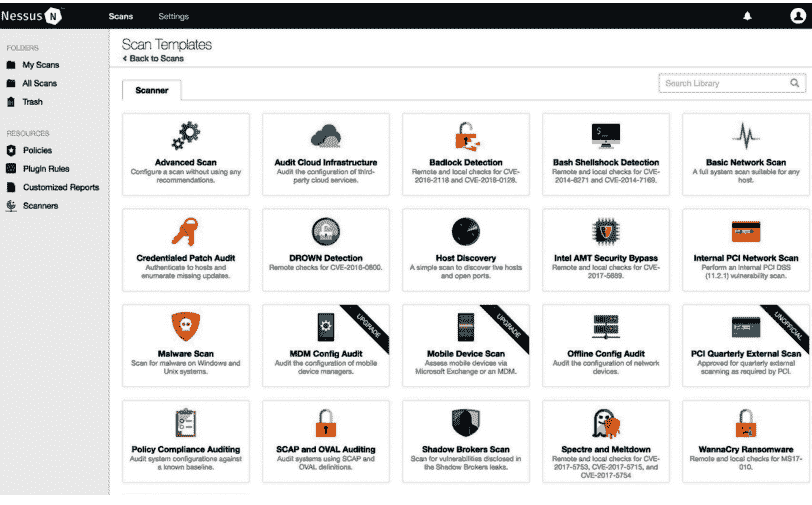 Nessus N
Scans Settings
FOLDERS
My Scans
All Scans
Trash
RESOURCES
Policies
Plugin Rules
Customized Reports
Scanners
Scan Templates
Back to Scans
Scanner
Search Library
Advanced Scan
Configure a scan without using any
recommendations.
Audit Cloud Infrastructure
Audit the configuration of third-
party cloud services.
Badlock Detection
Remote and local checks for CVE-
2016-2118 and CVE-2016-0128.
Bash Shellshock Detection
Remote and local checks for CVE-
2014-6271 and CVE-2014-7169.
Basic Network Scan
A full system scan suitable for any
host.
Credentialed Patch Audit
Authenticate to hosts and
enumerate missing updates.
DROWN Detection
Remote checks for CVE-2016-0800.
Host Discovery
A simple scan to discover live hosts
and open ports.
Intel AMT Security Bypass
Remote and local checks for CVE-
2017-5689.
Internal PCI Network Scan
Perform an internal PCI DSS
(11.2.1) vulnerability scan.
Malware Scan
Scan for malware on Windows and
Unix systems.
UPGRADE
MDM Config Audit
Audit the configuration of mobile
device managers.
UPGRADE
Mobile Device Scan
Assess mobile devices via
Microsoft Exchange or an MDM.
Offline Config Audit
Audit the configuration of network
devices.
UNOFFICIAL
PCI Quarterly External Scan
Approved for quarterly external
scanning as required by PCI.
Policy Compliance Auditing
Audit system configurations against
a known baseline.
SCAP and OVAL Auditing
Audit systems using SCAP and
OVAL definitions.
Shadow Brokers Scan
Scan for vulnerabilities disclosed in
the Shadow Brokers leaks.
Spectre and Meltdown
Remote and local checks for CVE-
2017-5753, CVE-2017-5715, and
CVE-2017-5754
WannaCry Ransomware
Remote and local checks for MS17-
010.